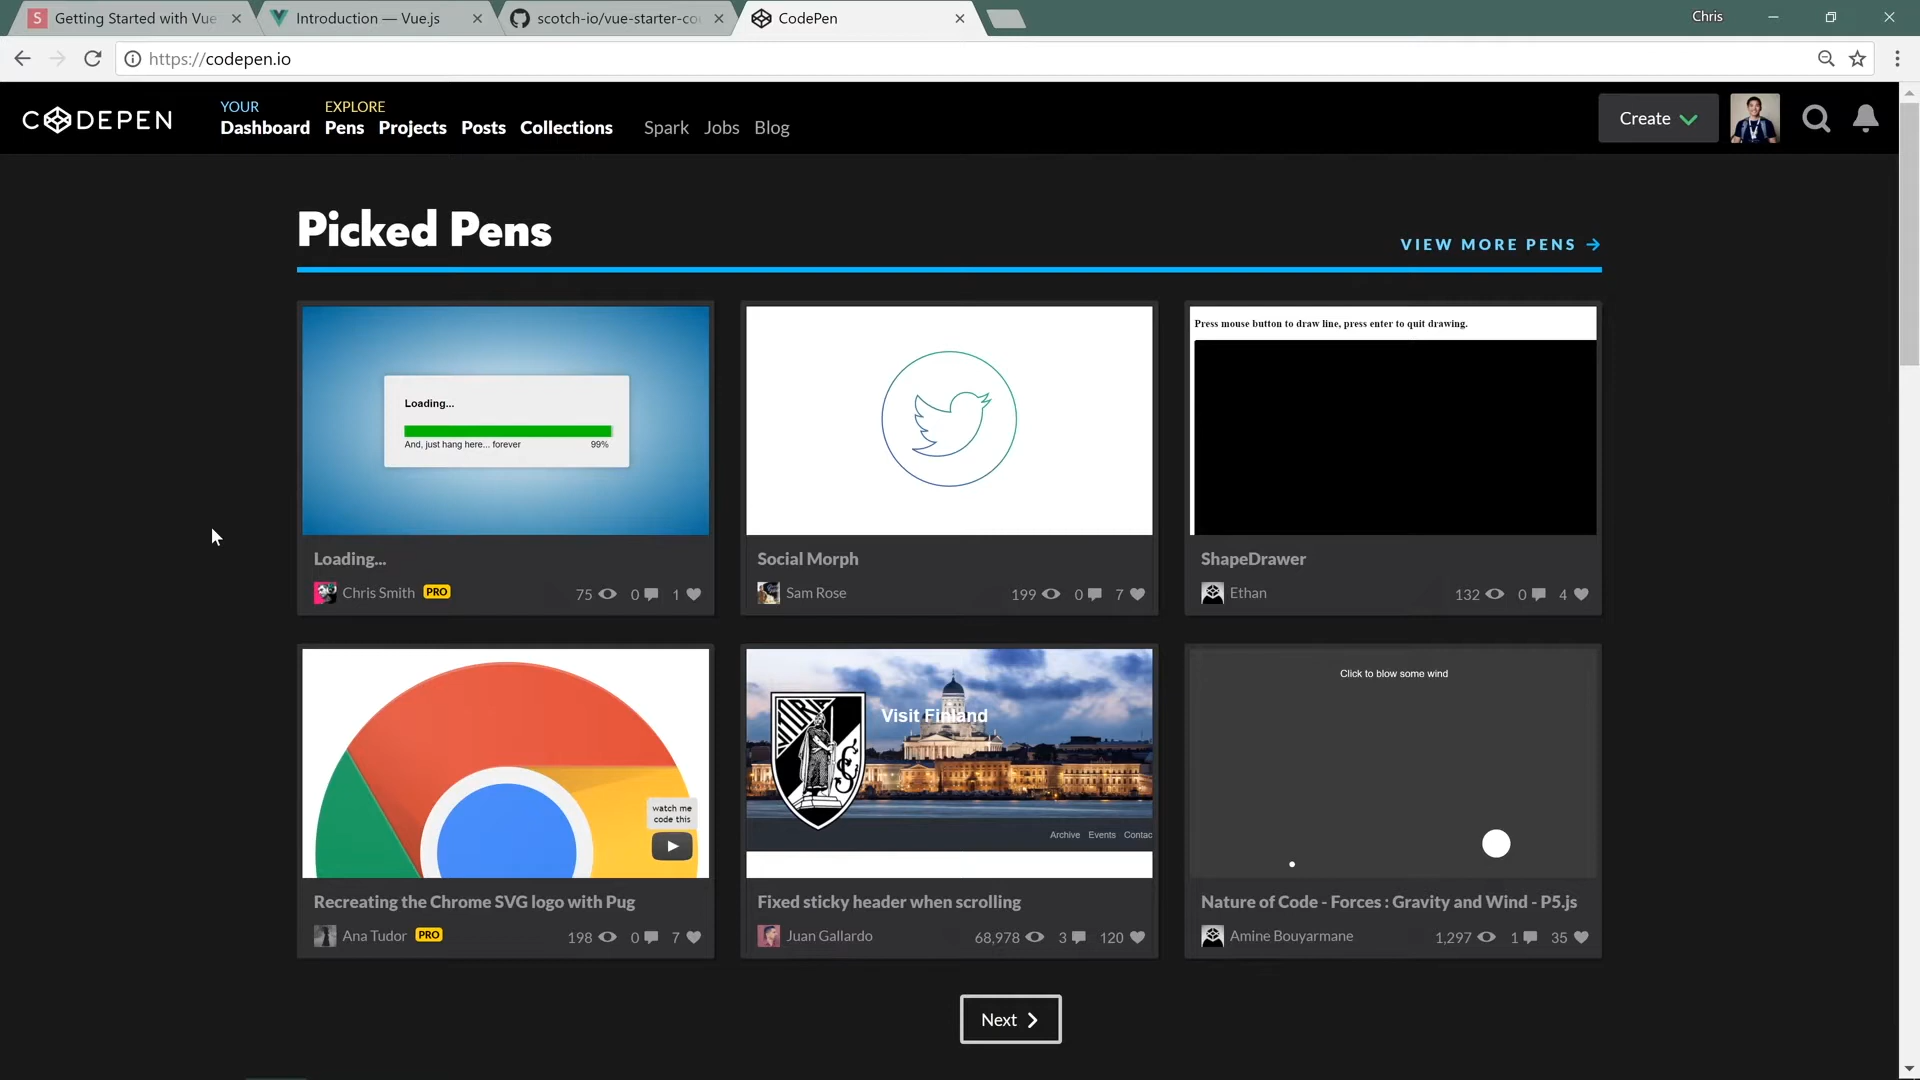 Getting Started with Vue
Introduction — Vue.js
scotch-io/vue-starter-co
CodePen
Chris
https://codepen.io
CODEPEN
YOUR
Dashboard
EXPLORE
Pens Projects Posts Collections
Spark Jobs Blog
Create
Picked Pens
VIEW MORE PENS →
Loading...
And, just hang here... forever 99%
Press mouse button to draw line, press enter to quit drawing.
Loading...
Chris Smith PRO 75 0 1
Social Morph
Sam Rose 199 0 7
ShapeDrawer
Ethan 132 0 4
watch me
code this
Visit Finland
Archive Events Contac
Click to blow some wind
Recreating the Chrome SVG logo with Pug
Ana Tudor PRO 198 0 7
Fixed sticky header when scrolling
Juan Gallardo 68,978 3 120
Nature of Code - Forces : Gravity and Wind - P5.js
Amine Bouyarmane 1,297 1 35
Next